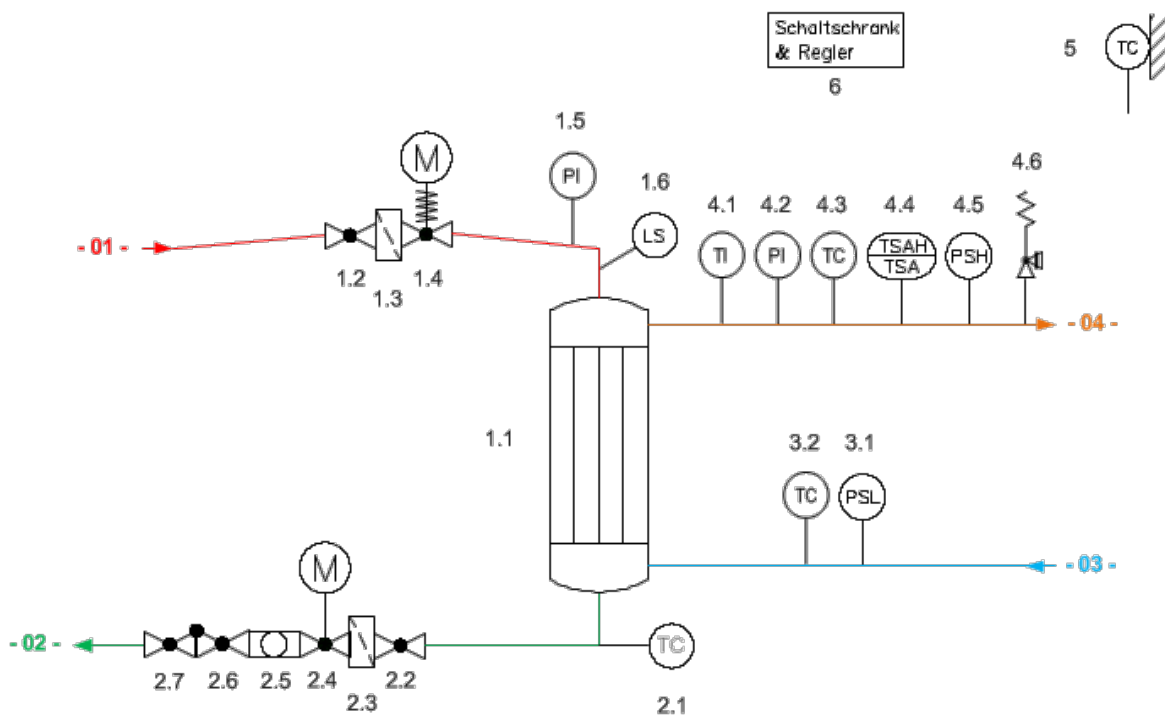 Schaltschrank
& Regler
6
5
TC
1.5
M
PI
1.6
LS
4.1
4.2
4.3
4.4
4.5
4.6
TI
PI
TC
TSAH
TSA
PSH
- 01 -
1.2
1.3
1.4
- 04 -
1.1
3.2
3.1
TC
PSL
- 03 -
M
- 02 -
TC
2.7
2.6
2.5
2.4
2.3
2.2
2.1